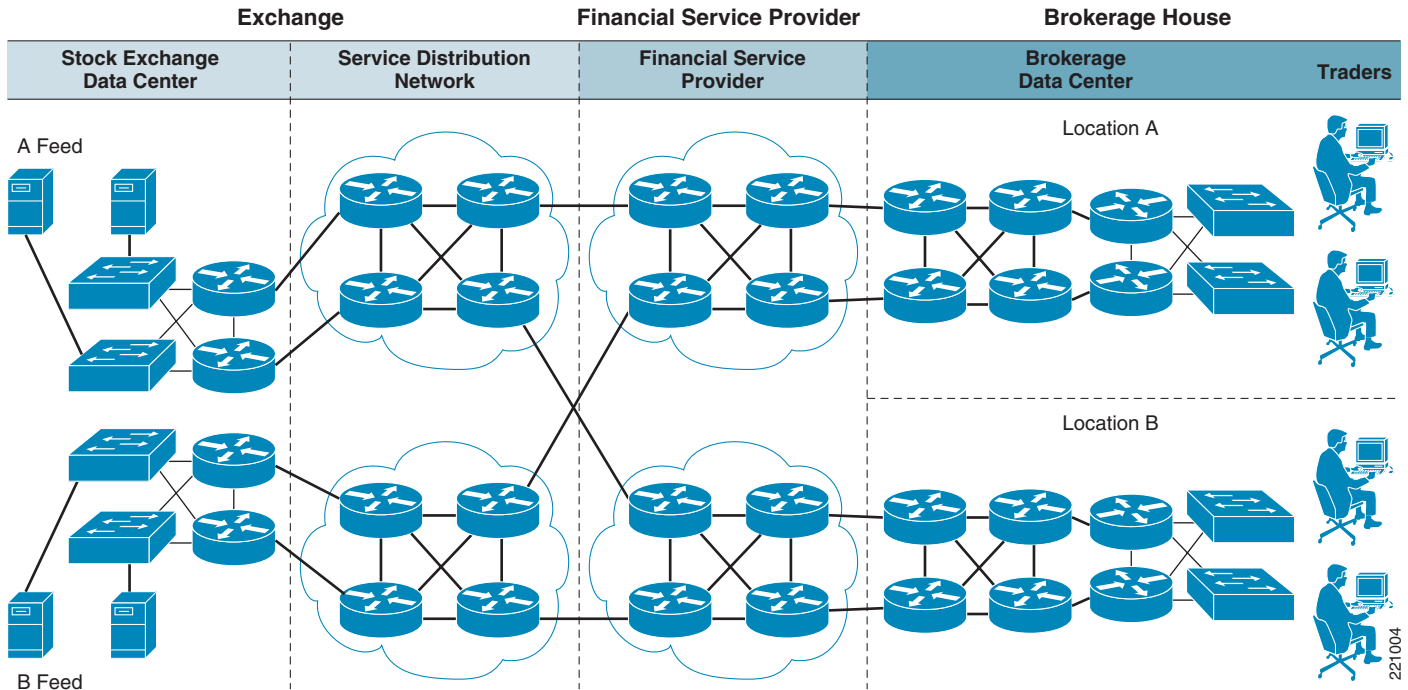 Exchange
Financial Service Provider
Brokerage House
Stock Exchange
Data Center
Service Distribution
Network
Financial Service
Provider
Brokerage
Data Center
Traders
A Feed
Location A
Location B
B Feed
221004